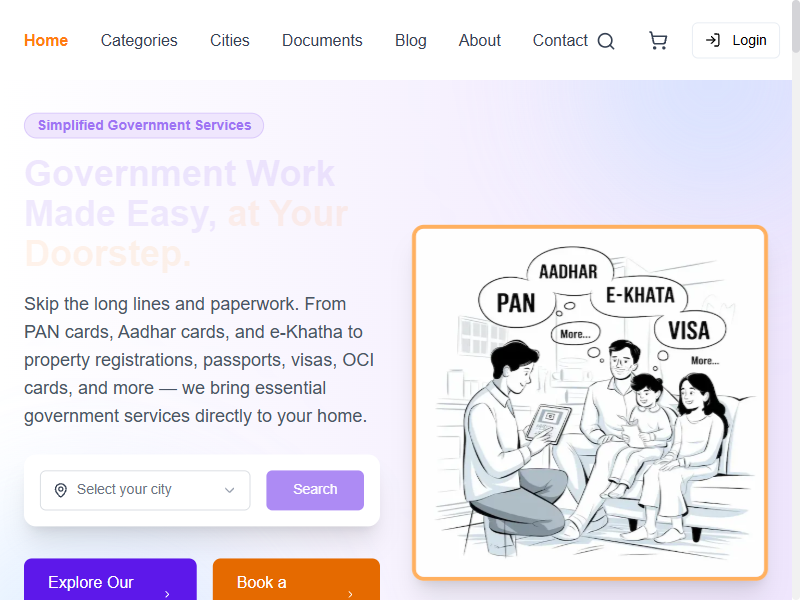 Home Categories Cities Documents Blog About Contact Login
Simplified Government Services
Government Work
Made Easy, at Your
Doorstep.
Skip the long lines and paperwork. From
PAN cards, Aadhar cards, and e-Khatha to
property registrations, passports, visas, OCI
cards, and more — we bring essential
government services directly to your home.
Select your city
Search
Explore Our
Book a
AADHAR
PAN
E-KHATA
More...
VISA
More...